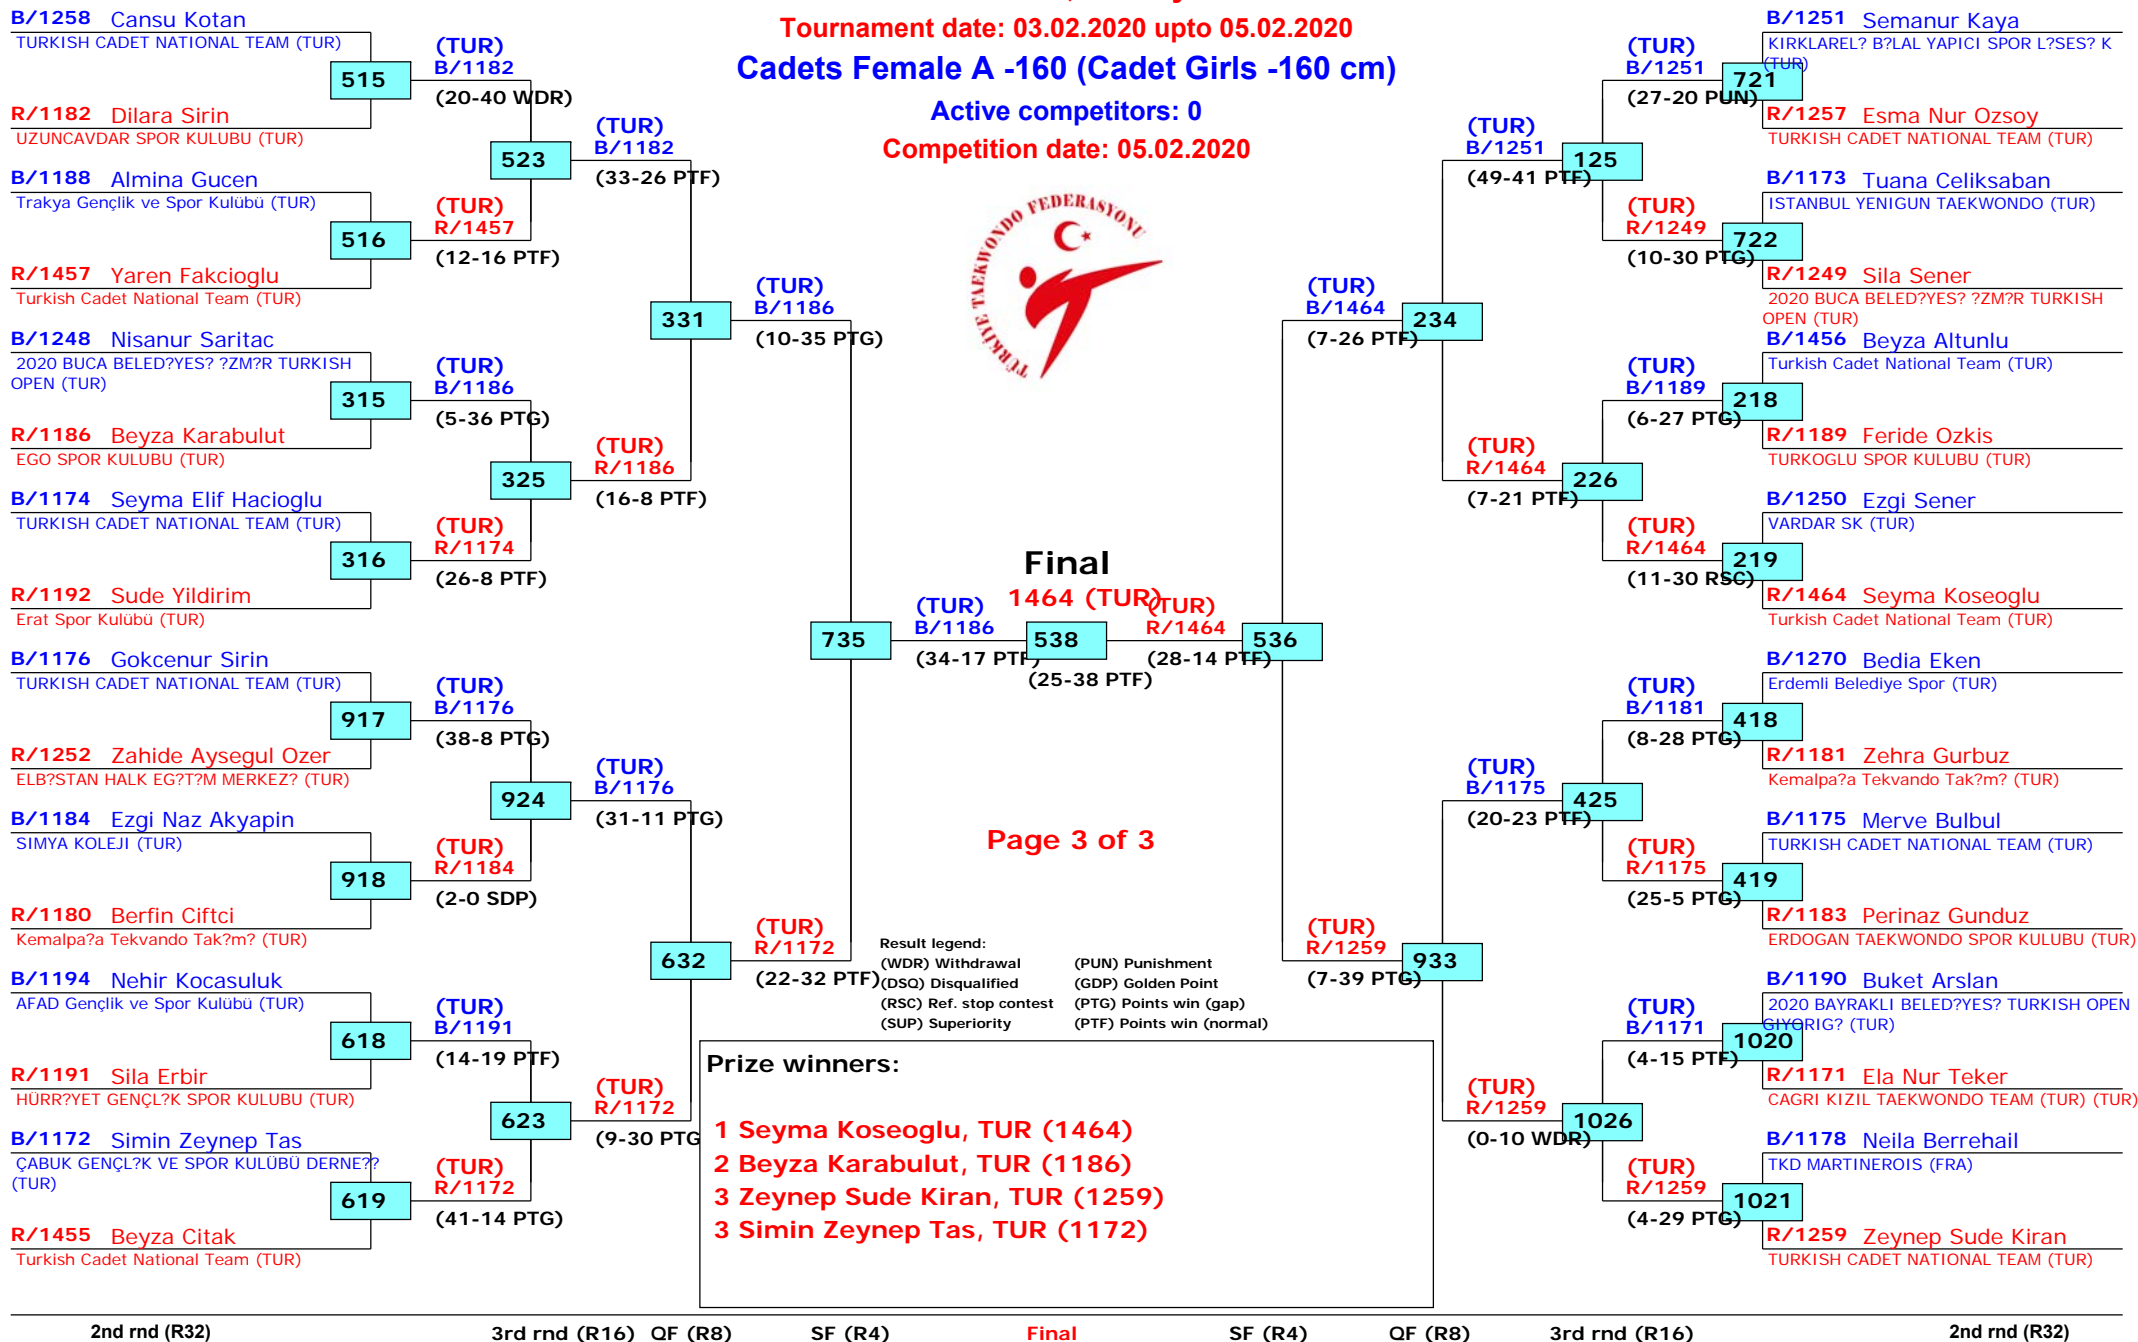 Tournament date: 03.02.2020 upto 05.02.2020
Cadets Female A -160 (Cadet Girls -160 cm)
Active competitors: 0
Competition date: 05.02.2020
TÜRKİYE TAEKWONDO FEDERASYONU
B/1258 Cansu Kotan
TURKISH CADET NATIONAL TEAM (TUR)
515
R/1182 Dilara Sirin
UZUNCAVDAR SPOR KULUBU (TUR)
B/1188 Almina Gucen
Trakya Gençlik ve Spor Kulübü (TUR)
516
R/1457 Yaren Fakcioglu
Turkish Cadet National Team (TUR)
B/1248 Nisanur Saritac
2020 BUCA BELED?YES? ?ZM?R TURKISH
OPEN (TUR)
315
R/1186 Beyza Karabulut
EGO SPOR KULUBU (TUR)
B/1174 Seyma Elif Hacioglu
TURKISH CADET NATIONAL TEAM (TUR)
316
R/1192 Sude Yildirim
Erat Spor Kulübü (TUR)
B/1176 Gokcenur Sirin
TURKISH CADET NATIONAL TEAM (TUR)
917
R/1252 Zahide Aysegul Ozer
ELB?STAN HALK EG?T?M MERKEZ? (TUR)
B/1184 Ezgi Naz Akyapin
SIMYA KOLEJI (TUR)
918
R/1180 Berfin Ciftci
Kemalpa?a Tekvando Tak?m? (TUR)
B/1194 Nehir Kocasuluk
AFAD Gençlik ve Spor Kulübü (TUR)
618
R/1191 Sila Erbir
HÜRR?YET GENÇL?K SPOR KULUBU (TUR)
B/1172 Simin Zeynep Tas
ÇABUK GENÇL?K VE SPOR KULÜBÜ DERNE??
(TUR)
619
R/1455 Beyza Citak
Turkish Cadet National Team (TUR)
(TUR)
B/1182
(20-40 WDR)
523
(TUR)
R/1457
(12-16 PTF)
(TUR)
B/1186
(5-36 PTG)
325
(TUR)
R/1174
(26-8 PTF)
(TUR)
B/1176
(38-8 PTG)
924
(TUR)
R/1184
(2-0 SDP)
(TUR)
B/1191
(14-19 PTF)
623
(TUR)
R/1172
(41-14 PTG)
(TUR)
B/1182
(33-26 PTF)
331
(TUR)
R/1186
(16-8 PTF)
(TUR)
B/1176
(31-11 PTG)
632
(TUR)
R/1172
(9-30 PTG
(TUR)
B/1186
(10-35 PTG)
735
(TUR)
R/1172
(22-32 PTF)
(TUR)
B/1186
(34-17 PTF)
Final
1464 (TUR)
538
(25-38 PTF)
(TUR)
R/1464
(28-14 PTF)
536
(TUR)
B/1464
(7-26 PTF)
234
(TUR)
R/1259
(7-39 PTG)
933
(TUR)
B/1251
(49-41 PTF)
125
(TUR)
R/1464
(7-21 PTF)
226
(TUR)
B/1175
(20-23 PTF)
425
(TUR)
R/1259
(0-10 WDR)
1026
(TUR)
B/1251
(27-20 PUN)
721
(TUR)
R/1249
(10-30 PTG)
722
(TUR)
B/1189
(6-27 PTG)
218
(TUR)
R/1464
(11-30 RSC)
219
(TUR)
B/1181
(8-28 PTG)
418
(TUR)
R/1175
(25-5 PTG)
419
(TUR)
B/1171
(4-15 PTF)
1020
(TUR)
R/1259
(4-29 PTG)
1021
B/1251 Semanur Kaya
KIRKLAREL? B?LAL YAPICI SPOR L?SES? K
(TUR)
R/1257 Esma Nur Ozsoy
TURKISH CADET NATIONAL TEAM (TUR)
B/1173 Tuana Celiksaban
ISTANBUL YENIGUN TAEKWONDO (TUR)
R/1249 Sila Sener
2020 BUCA BELED?YES? ?ZM?R TURKISH
OPEN (TUR)
B/1456 Beyza Altunlu
Turkish Cadet National Team (TUR)
R/1189 Feride Ozkis
TURKOGLU SPOR KULUBU (TUR)
B/1250 Ezgi Sener
VARDAR SK (TUR)
R/1464 Seyma Koseoglu
Turkish Cadet National Team (TUR)
B/1270 Bedia Eken
Erdemli Belediye Spor (TUR)
R/1181 Zehra Gurbuz
Kemalpa?a Tekvando Tak?m? (TUR)
B/1175 Merve Bulbul
TURKISH CADET NATIONAL TEAM (TUR)
R/1183 Perinaz Gunduz
ERDOGAN TAEKWONDO SPOR KULUBU (TUR)
B/1190 Buket Arslan
2020 BAYRAKLI BELED?YES? TURKISH OPEN
GIYORIG? (TUR)
R/1171 Ela Nur Teker
CAGRI KIZIL TAEKWONDO TEAM (TUR) (TUR)
B/1178 Neila Berrehail
TKD MARTINEROIS (FRA)
R/1259 Zeynep Sude Kiran
TURKISH CADET NATIONAL TEAM (TUR)
Page 3 of 3
Result legend:
(WDR) Withdrawal (PUN) Punishment
(DSQ) Disqualified (GDP) Golden Point
(RSC) Ref. stop contest (PTG) Points win (gap)
(SUP) Superiority (PTF) Points win (normal)
Prize winners:
1 Seyma Koseoglu, TUR (1464)
2 Beyza Karabulut, TUR (1186)
3 Zeynep Sude Kiran, TUR (1259)
3 Simin Zeynep Tas, TUR (1172)
2nd rnd (R32) 3rd rnd (R16) QF (R8) SF (R4) Final SF (R4) QF (R8) 3rd rnd (R16) 2nd rnd (R32)